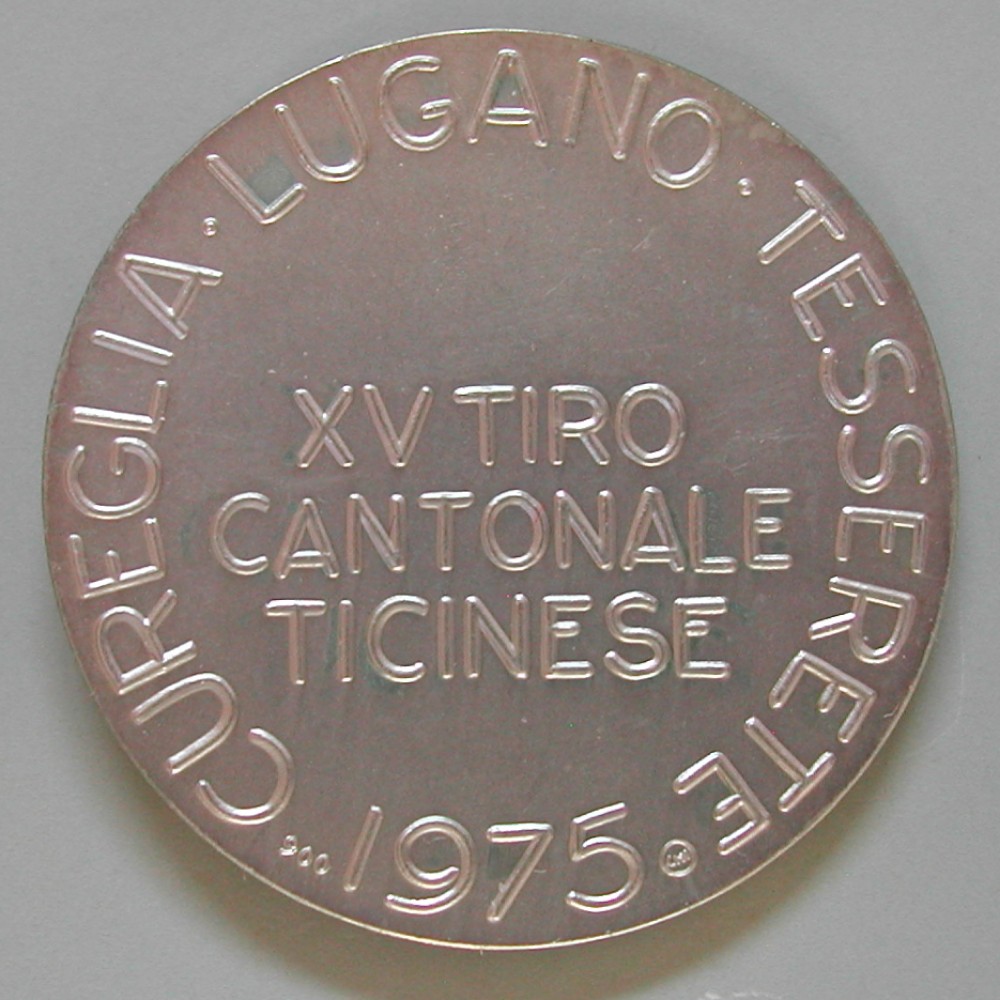 CUREGLIA · LUGANO · TESSERETE
XV TIRO
CANTONALE
TICINESE
900
1975